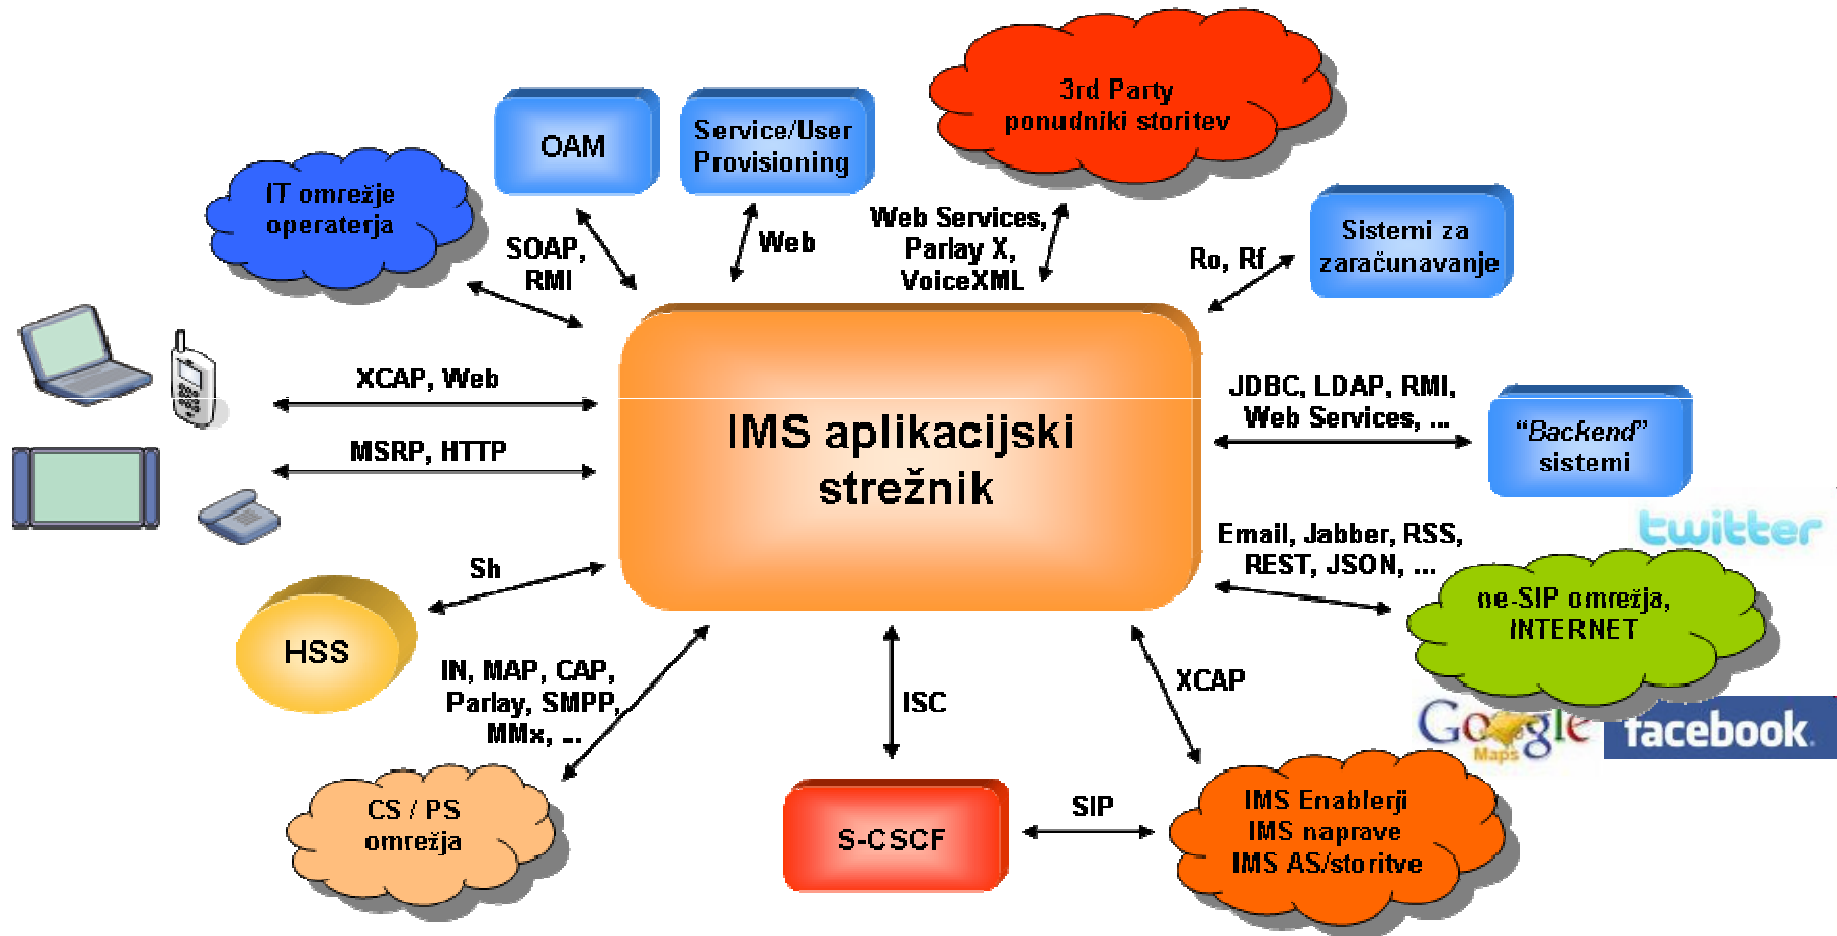 3rd Party
ponudniki storitev
OAM
Service/User
Provisioning
IT omrežje
operaterja
SOAP,
RMI
Web
Web Services,
Parlay X,
VoiceXML
Ro, Rf
Sistemi za
zaračunavanje
XCAP, Web
MSRP, HTTP
IMS aplikacijski
strežnik
JDBC, LDAP, RMI,
Web Services, ...
“Backend”
sistemi
twitter
Email, Jabber, RSS,
REST, JSON, ...
ne-SIP omrežja,
INTERNET
Google
Maps
facebook
Sh
HSS
IN, MAP, CAP,
Parlay, SMPP,
MMx, ...
CS / PS
omrežja
ISC
XCAP
S-CSCF
SIP
IMS Enablerji
IMS naprave
IMS AS/storitve